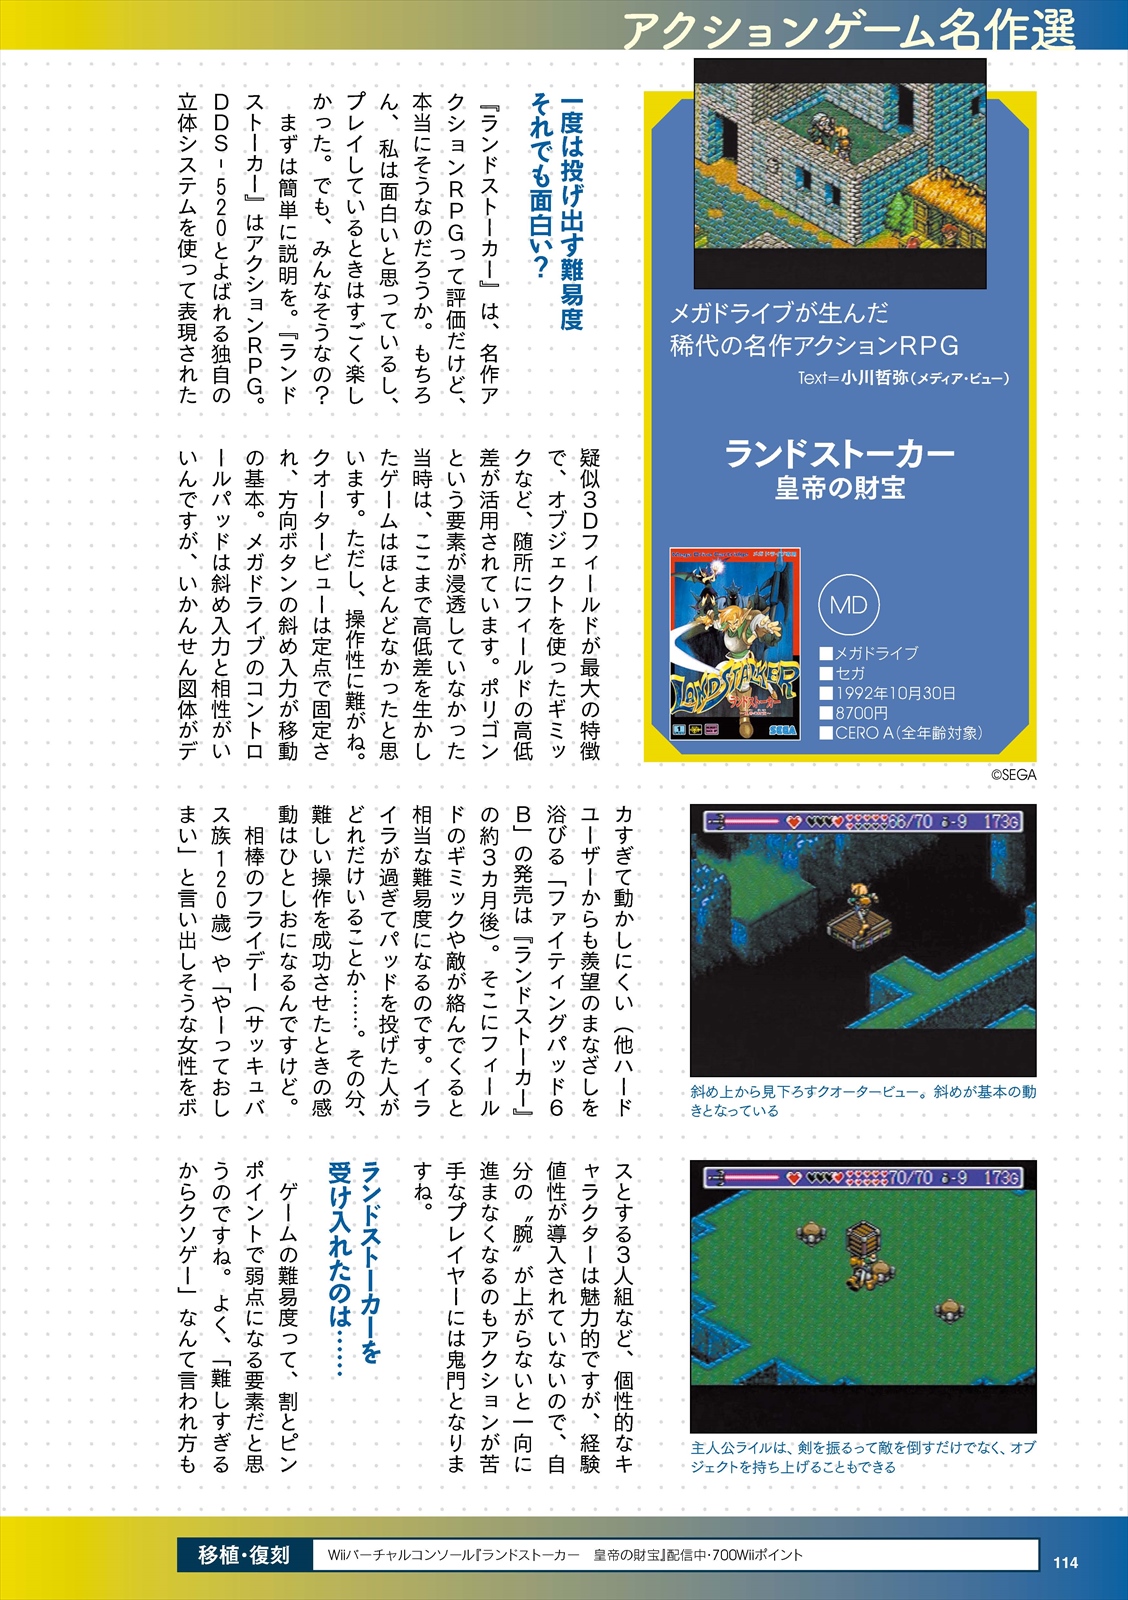 アクションゲーム名作選
メガドライブが生んだ
稀代の名作アクションRPG
Text=小川哲弥(メディア・ビュー)
ランドストーカー
皇帝の財宝
LANDSTALKER
ランドストーカー
SEGA
MD
■メガドライブ
■セガ
■1992年10月30日
■8700円
■CERO A(全年齢対象)
©SEGA
一度は投げ出す難易度
それでも面白い?
『ランドストーカー』は、名作ア
クションRPGって評価だけど、
本当にそうなのだろうか。もちろ
ん、私は面白いと思っているし、
プレイしているときはすごく楽し
かった。でも、みんなそうなの?
まずは簡単に説明を。『ランド
ストーカー』はアクションRPG。
DDS-520とよばれる独自の
立体システムを使って表現された
疑似3Dフィールドが最大の特徴
で、オブジェクトを使ったギミッ
クなど、随所にフィールドの高低
差が活用されています。ポリゴン
という要素が浸透していなかった
当時は、ここまで高低差を生かし
たゲームはほとんどなかったと思
います。ただし、操作性に難がね。
クオータービューは定点で固定さ
れ、方向ボタンの斜め入力が移動
の基本。メガドライブのコントロ
ールパッドは斜め入力と相性がい
いんですが、いかんせん図体がデ
カすぎて動かしにくい(他ハード
ユーザーからも羨望のまなざしを
浴びる「ファイティングパッド6
B」の発売は『ランドストーカー』
の約3カ月後)。そこにフィール
ドのギミックや敵が絡んでくると
相当な難易度になるのです。イラ
イラが過ぎてパッドを投げた人が
どれだけいることか……。その分、
難しい操作を成功させたときの感
動はひとしおになるんですけど。
相棒のフライデー(サッキュバ
ス族120歳)や「やーっておし
まい」と言い出しそうな女性をボ
スとする3人組など、個性的なキ
ャラクターは魅力的ですが、経験
値性が導入されていないので、自
分の〝腕〟が上がらないと一向に
進まなくなるのもアクションが苦
手なプレイヤーには鬼門となりま
すね。
ランドストーカーを
受け入れたのは……
ゲームの難易度って、割とピン
ポイントで弱点になる要素だと思
うのですね。よく、「難しすぎる
からクソゲー」なんて言われ方も
66/70 -9 173G
斜め上から見下ろすクオータービュー。斜めが基本の動
きとなっている
70/70 -9 173G
主人公ライルは、剣を振るって敵を倒すだけでなく、オブ
ジェクトを持ち上げることもできる
移植・復刻
Wiiバーチャルコンソール『ランドストーカー 皇帝の財宝』配信中・700Wiiポイント
114